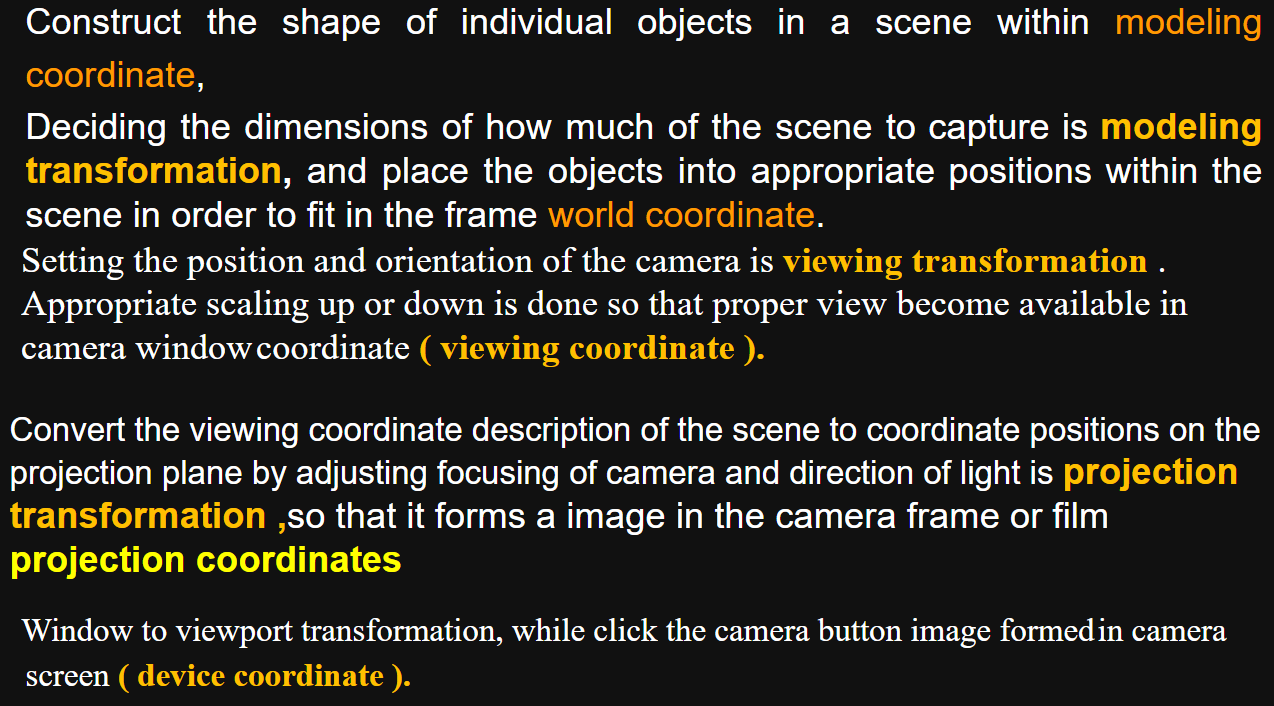 Construct the shape of individual objects in a scene within modeling
coordinate,
Deciding the dimensions of how much of the scene to capture is modeling
transformation, and place the objects into appropriate positions within the
scene in order to fit in the frame world coordinate.
Setting the position and orientation of the camera is viewing transformation .
Appropriate scaling up or down is done so that proper view become available in
camera window coordinate ( viewing coordinate ).
Convert the viewing coordinate description of the scene to coordinate positions on the
projection plane by adjusting focusing of camera and direction of light is projection
transformation ,so that it forms a image in the camera frame or film
projection coordinates
Window to viewport transformation, while click the camera button image formed in camera
screen ( device coordinate ).